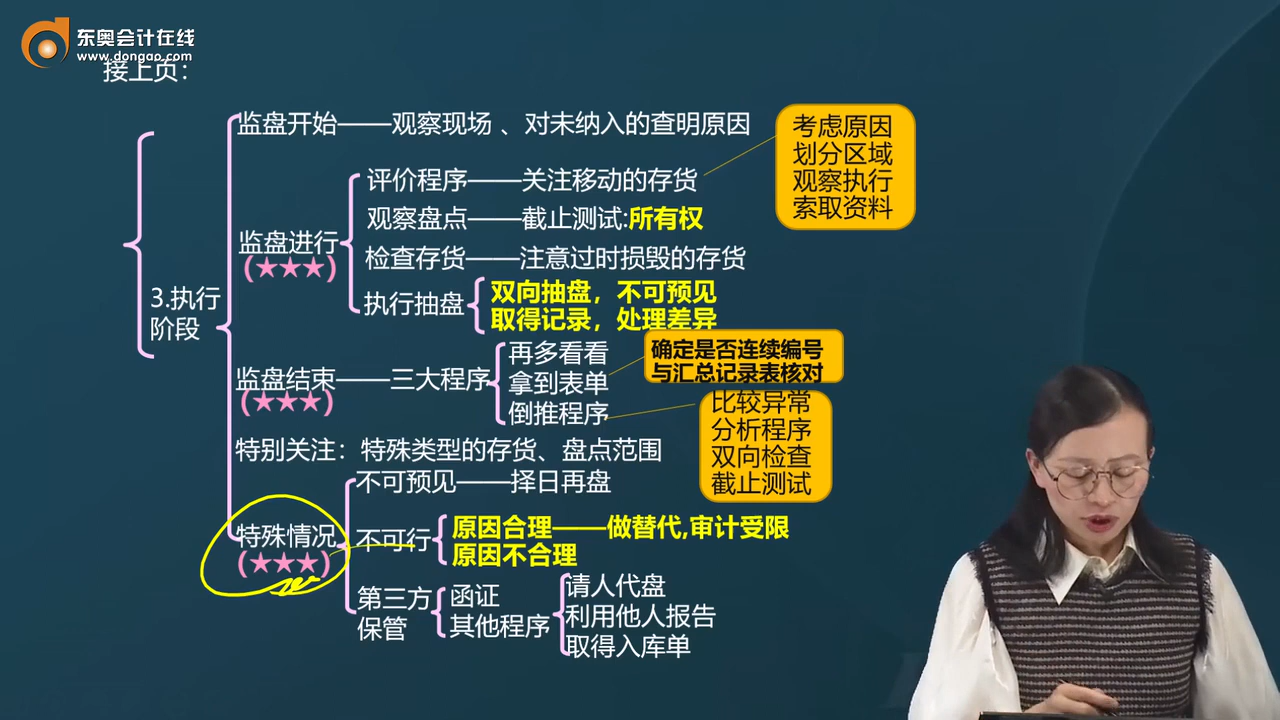 东奥会计在线
www.dongao.com
接上页：
监盘开始——观察现场 、对未纳入的查明原因
考虑原因
划分区域
观察执行
索取资料
评价程序——关注移动的存货
观察盘点——截止测试:所有权
监盘进行
(★★★)
检查存货——注意过时损毁的存货
执行抽盘
双向抽盘，不可预见
取得记录，处理差异
3.执行
阶段
监盘结束——三大程序
(★★★)
再多看看
拿到表单
倒推程序
确定是否连续编号
与汇总记录表核对
比较异常
分析程序
双向检查
截止测试
特别关注：特殊类型的存货、盘点范围
特殊情况
(★★★)
不可预见——择日再盘
不可行
原因合理——做替代,审计受限
原因不合理
第三方
保管
函证
其他程序
请人代盘
利用他人报告
取得入库单